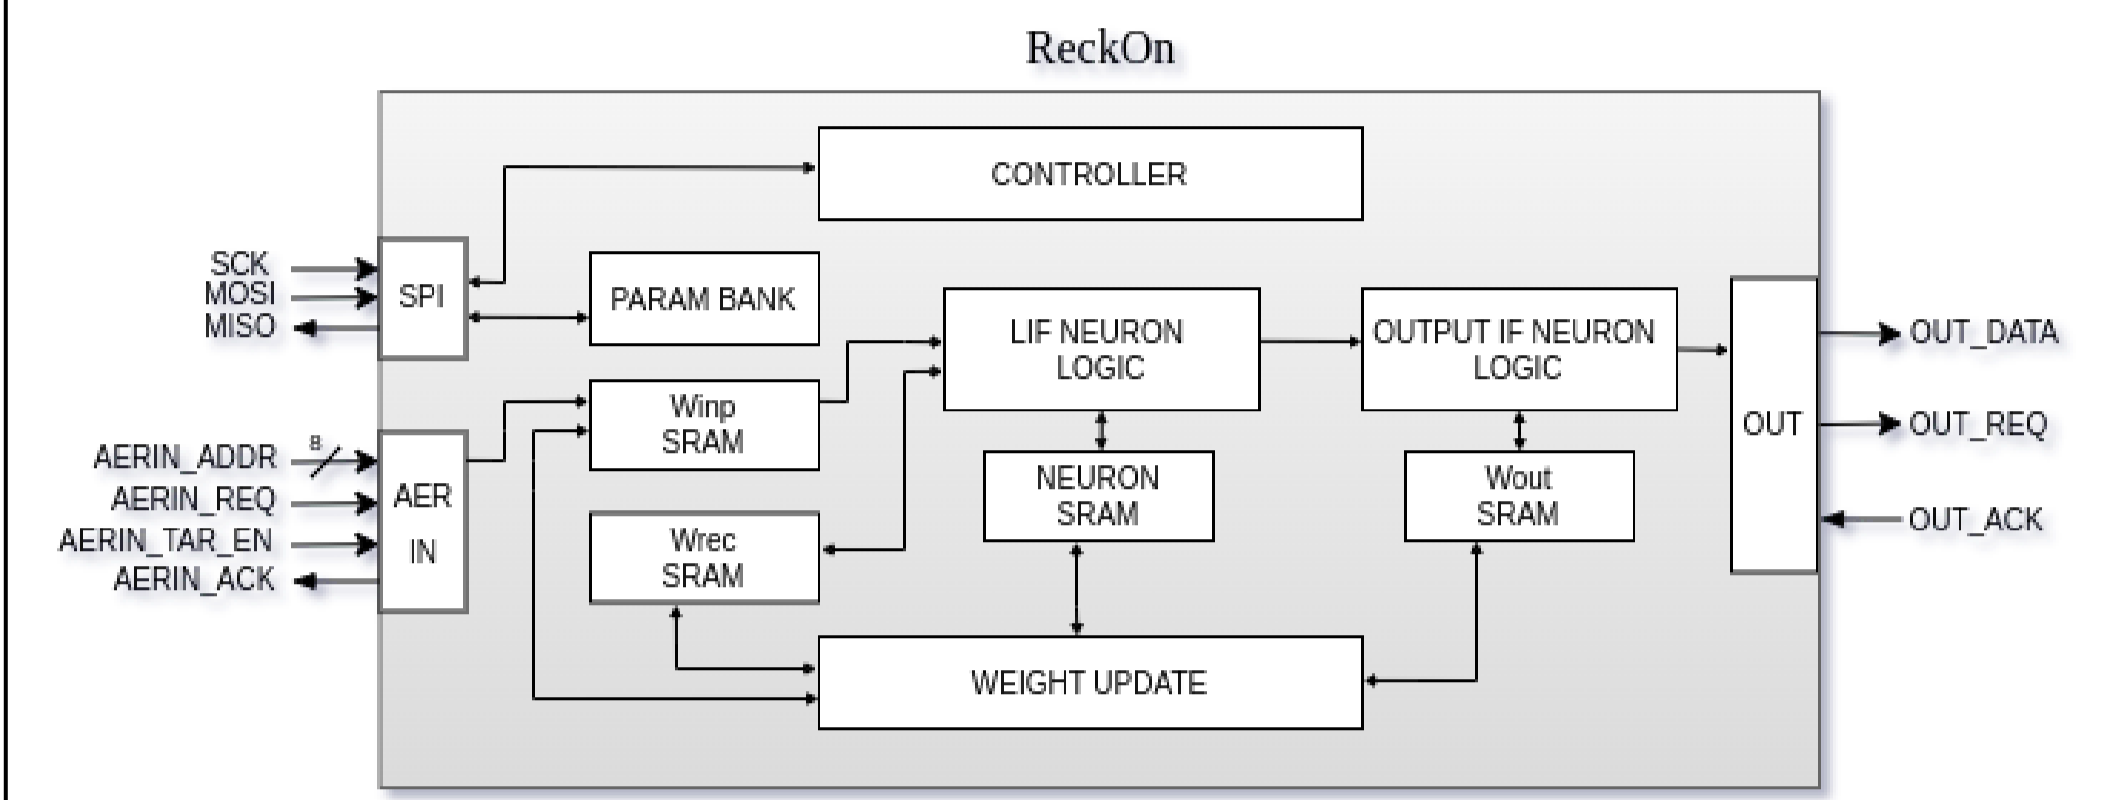 ReckOn
CONTROLLER
SCK
MOSI
MISO
SPI
PARAM BANK
LIF NEURON
LOGIC
OUTPUT IF NEURON
LOGIC
OUT
OUT_DATA
OUT_REQ
OUT_ACK
Winp
SRAM
8
AERIN_ADDR
AERIN_REQ
AERIN_TAR_EN
AERIN_ACK
AER
IN
NEURON
SRAM
Wout
SRAM
Wrec
SRAM
WEIGHT UPDATE